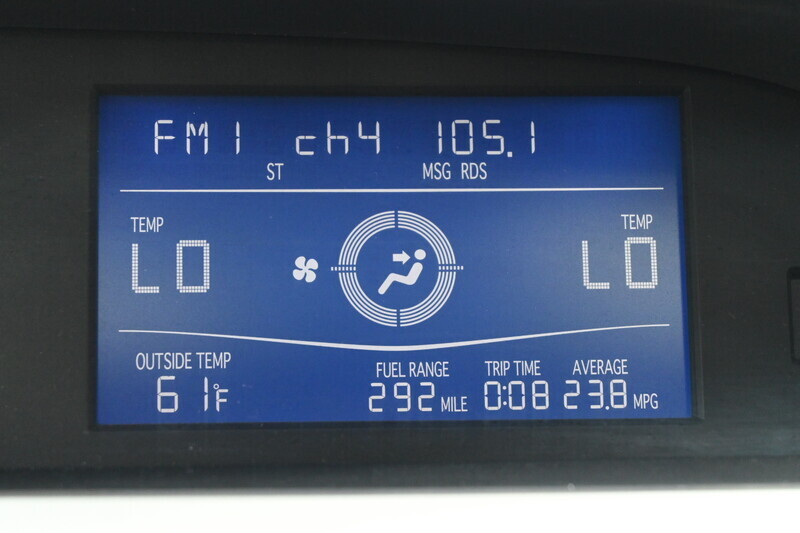 FM1 ch4 105.1
ST MSG RDS
TEMP TEMP
LO LO
OUTSIDE TEMP FUEL RANGE TRIP TIME AVERAGE
61°F 292 MILE 0:08 23.8 MPG